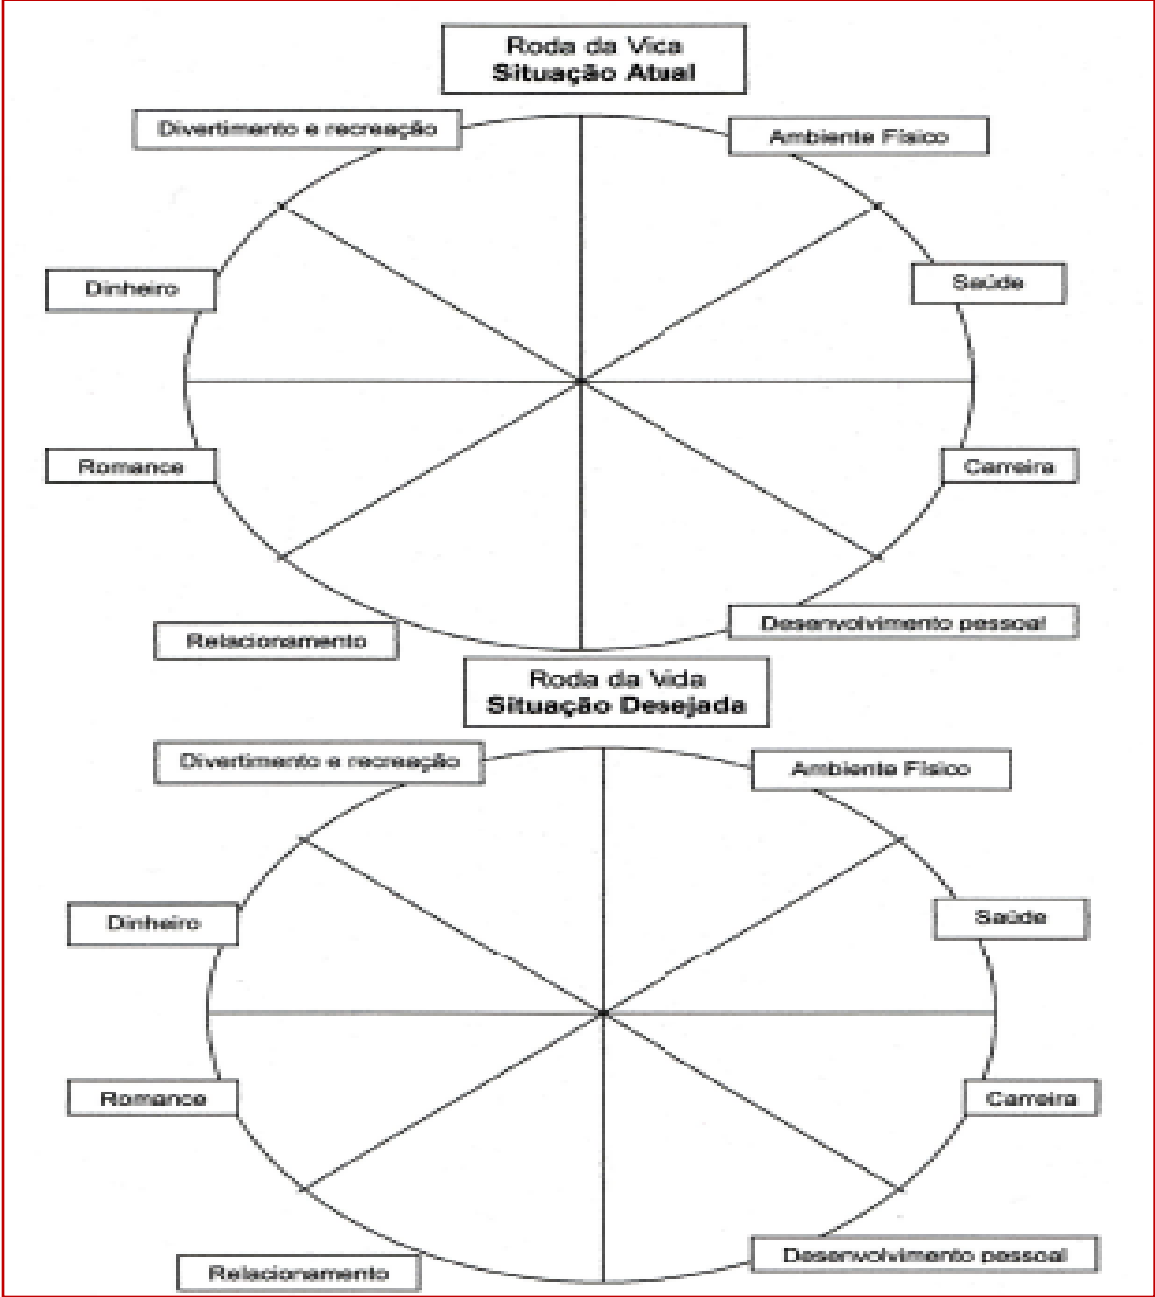 Roda da Vica
Situação Atual
Divertimento e recreação
Ambiente Físico
Dinheiro
Saúde
Romance
Carreira
Relacionamento
Desenvolvimento pessoal
Roda da Vida
Situação Desejada
Divertimento e recreação
Ambiente Físico
Dinheiro
Saúde
Romance
Carreira
Relacionamento
Desenvolvimento pessoal